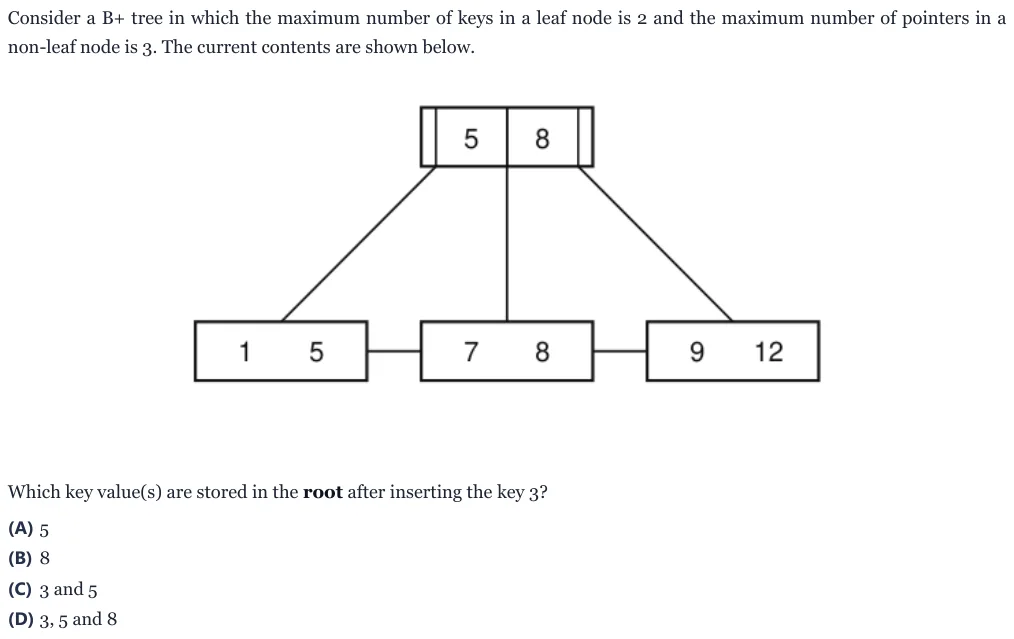 Consider a B+ tree in which the maximum number of keys in a leaf node is 2 and the maximum number of pointers in a
non-leaf node is 3. The current contents are shown below.
5 8
1 5 7 8 9 12
Which key value(s) are stored in the root after inserting the key 3?
(A) 5
(B) 8
(C) 3 and 5
(D) 3, 5 and 8